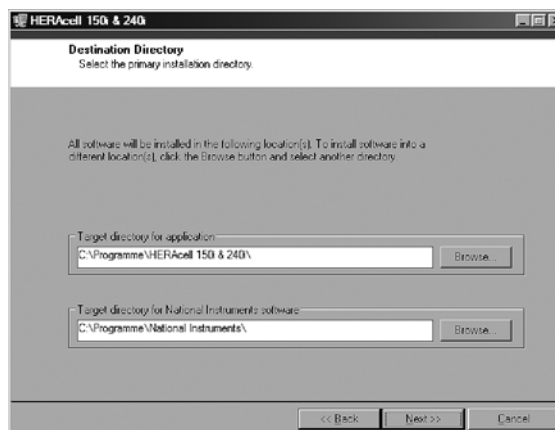 HERAcell 150i & 240i
Destination Directory
Select the primary installation directory.
All software will be installed in the following location(s). To install software into a
different location(s), click the Browse button and select another directory.
Target directory for application
C:\Programme\HERAcell 150i & 240i\
Browse...
Target directory for National Instruments software
C:\Programme\National Instruments\
Browse...
<< Back
Next >>
Cancel